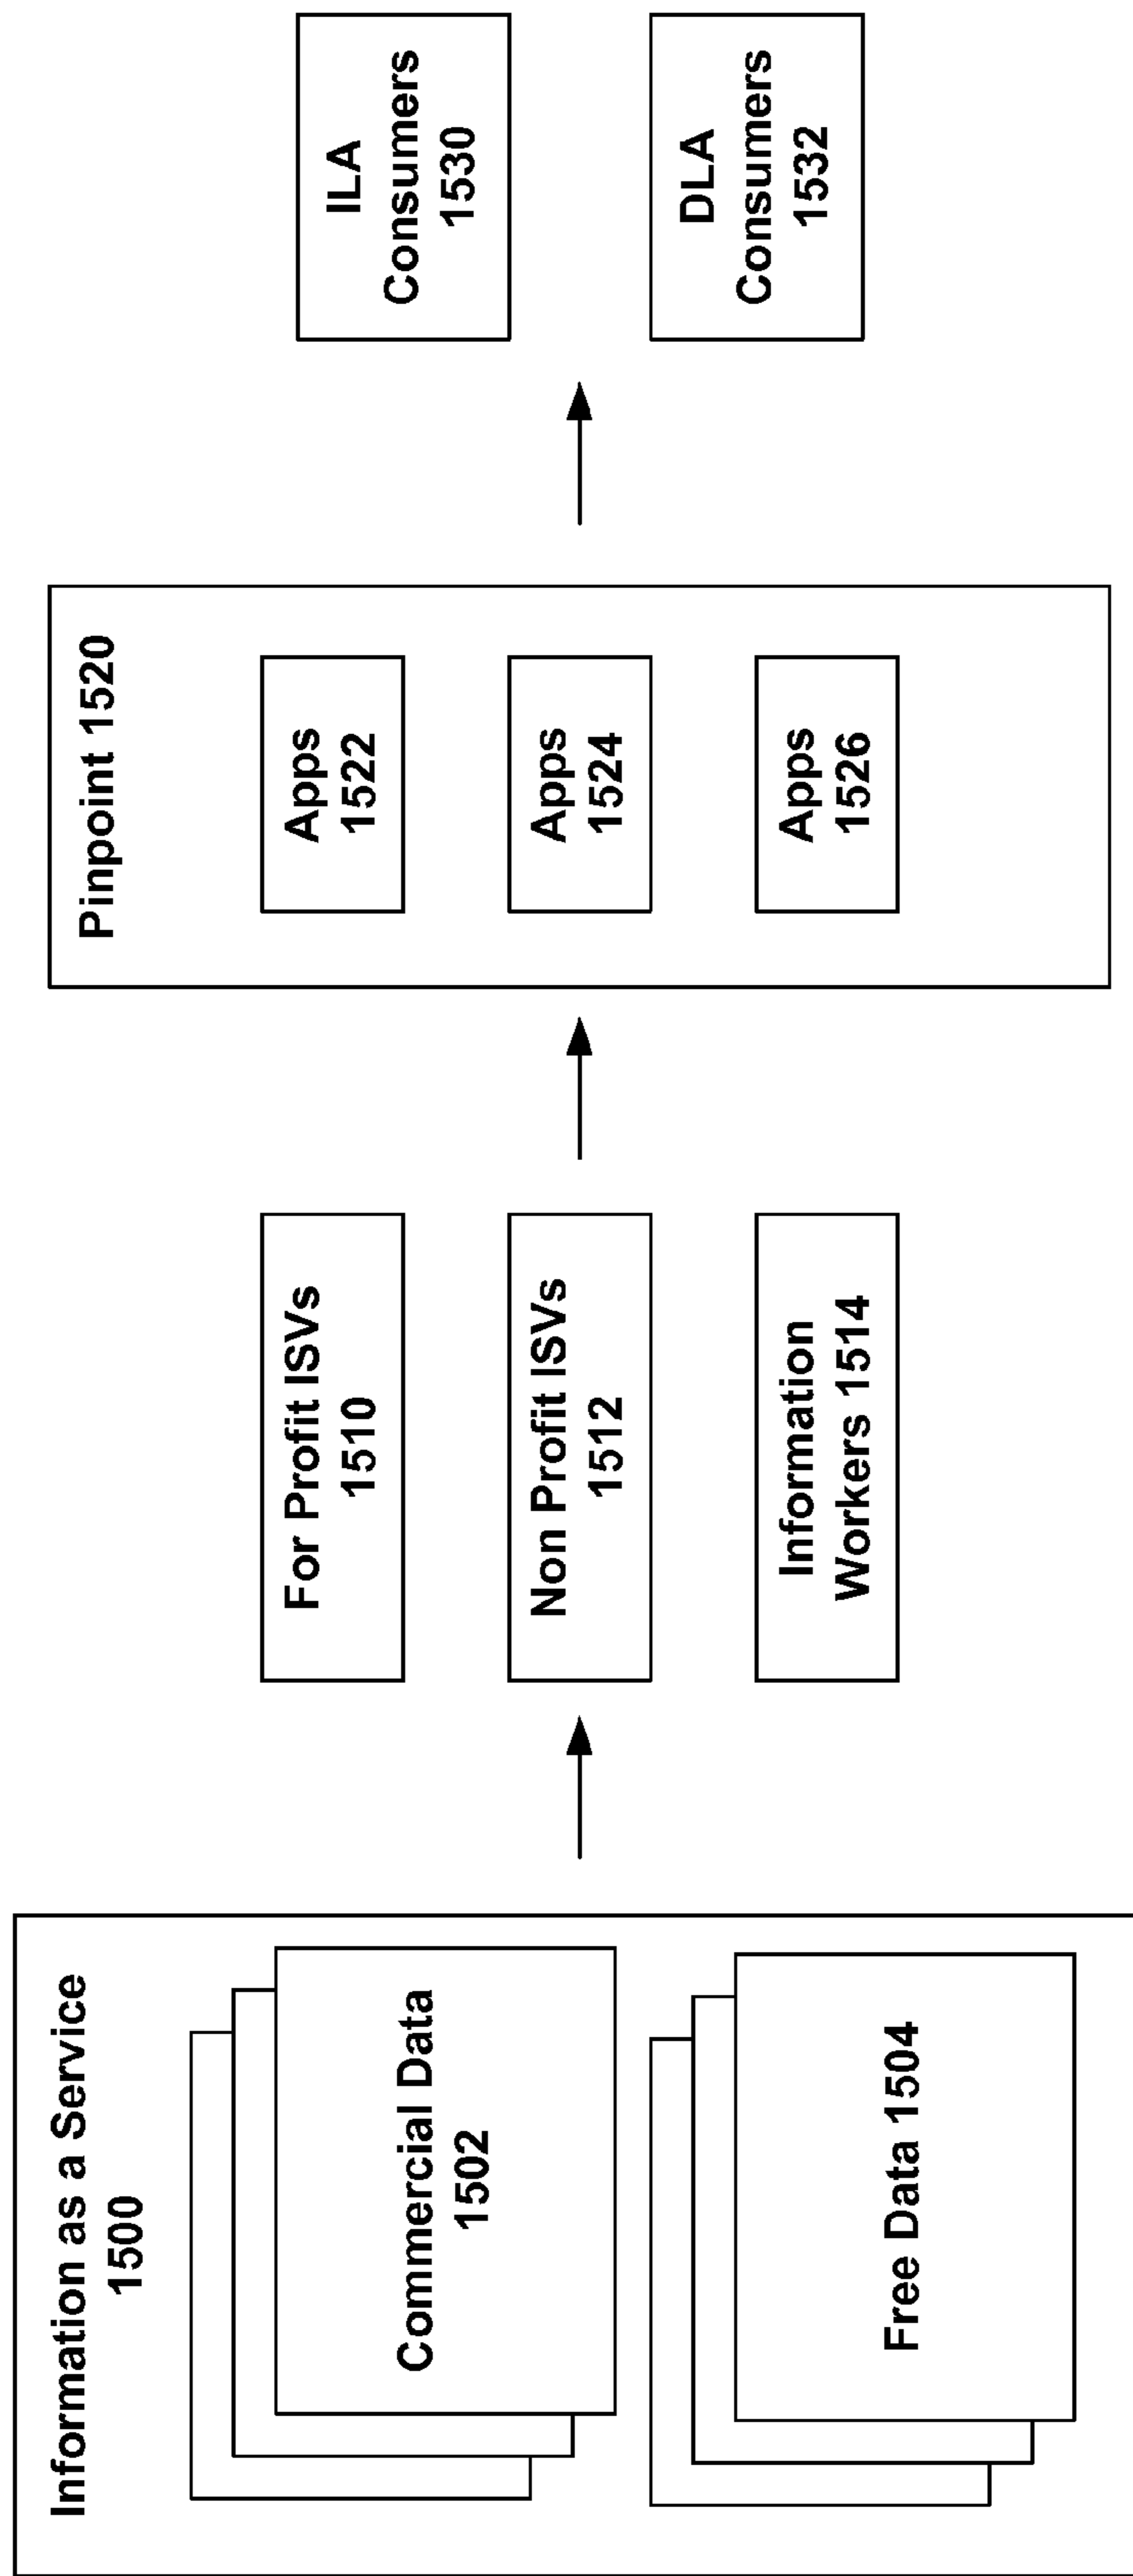 Information as a Service
1500
Commercial Data
1502
Free Data 1504
For Profit ISVs
1510
Non Profit ISVs
1512
Information
Workers 1514
Pinpoint 1520
Apps
1522
Apps
1524
Apps
1526
ILA
Consumers
1530
DLA
Consumers
1532